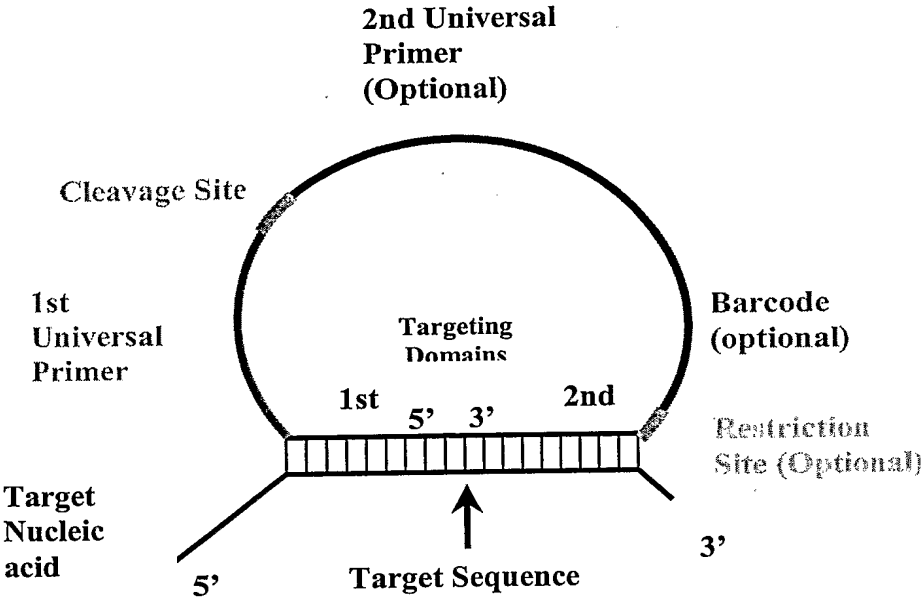 2nd Universal
Primer
(Optional)
Cleavage Site
1st
Universal
Primer
Targeting
Domains
Barcode
(optional)
1st
5’
3’
2nd
Restriction
Site (Optional)
Target
Nucleic
acid
5’
Target Sequence
3’